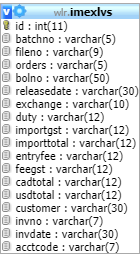 v wlr.imexlvs
id : int(11)
batchno : varchar(5)
fileno : varchar(9)
orders : varchar(5)
bolno : varchar(50)
releasedate : varchar(30)
exchange : varchar(10)
duty : varchar(12)
importgst : varchar(12)
importtotal : varchar(12)
entryfee : varchar(12)
feegst : varchar(12)
cadtotal : varchar(12)
usdtotal : varchar(12)
customer : varchar(30)
invno : varchar(7)
invdate : varchar(30)
acctcode : varchar(7)